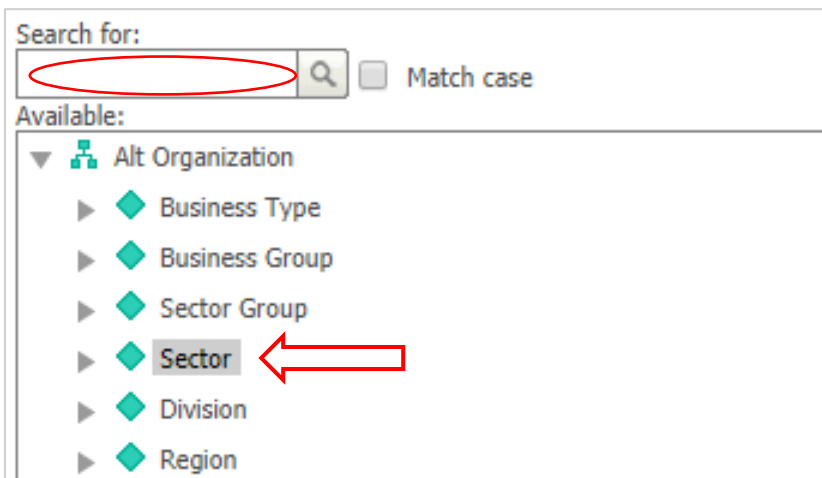 Search for:
Match case
Available:
Alt Organization
Business Type
Business Group
Sector Group
Sector
Division
Region